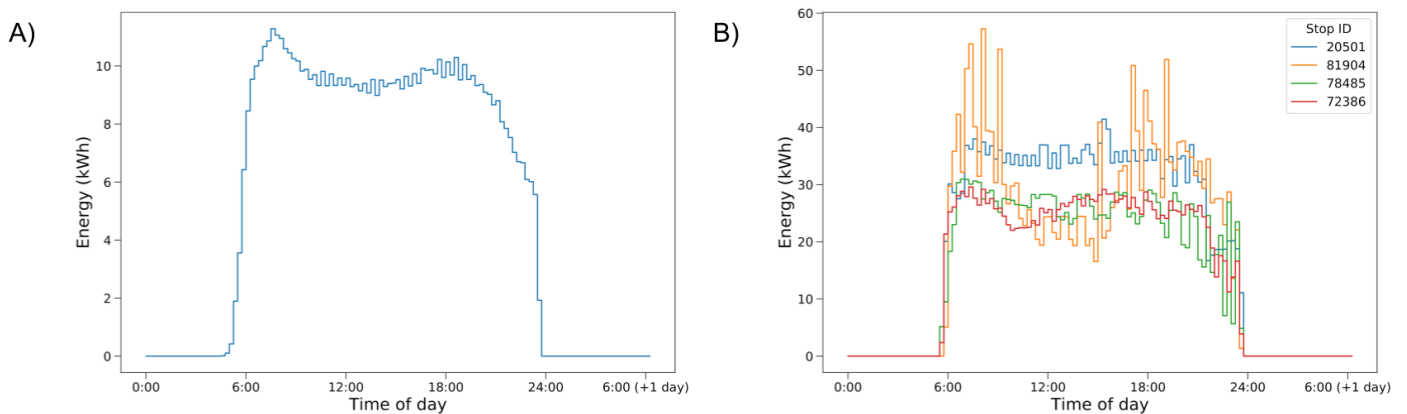 A)
10
8
6
4
2
0
Energy (kWh)
0:00 6:00 12:00 18:00 24:00 6:00 (+1 day)
Time of day
B)
60
50
40
30
20
10
0
Energy (kWh)
Stop ID
20501
81904
78485
72386
0:00 6:00 12:00 18:00 24:00 6:00 (+1 day)
Time of day